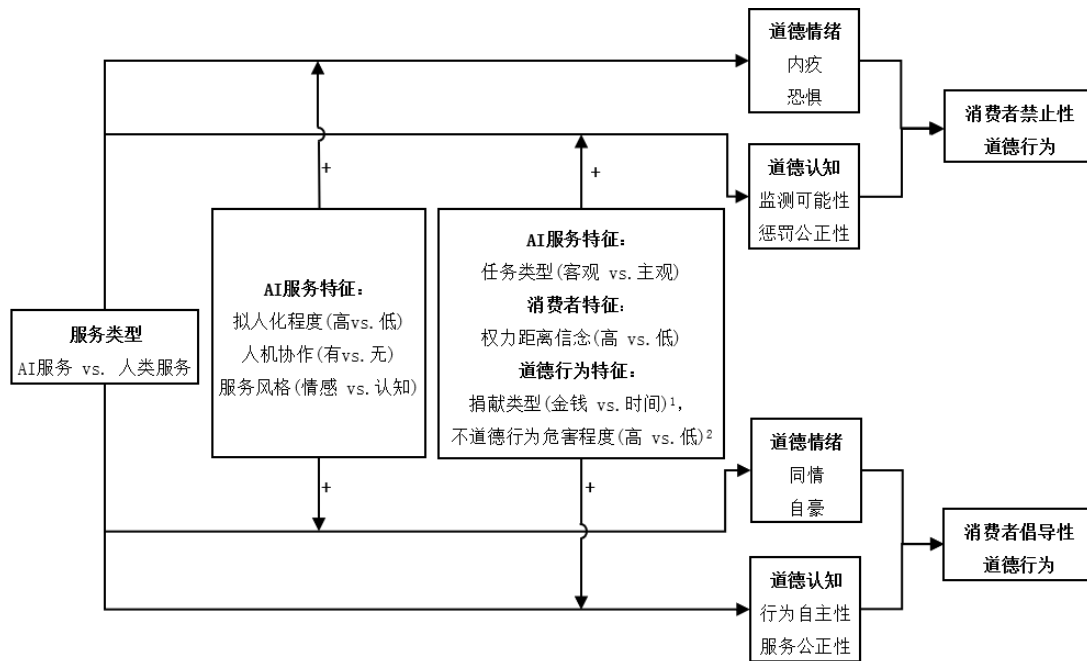 道德情绪
内疚
恐惧
消费者禁止性
道德行为
道德认知
监测可能性
惩罚公正性
+
+
AI服务特征：
拟人化程度(高vs.低)
人机协作(有vs.无)
服务风格(情感 vs.认知)
AI服务特征：
任务类型(客观 vs.主观)
消费者特征：
权力距离信念(高 vs.低)
道德行为特征：
捐献类型(金钱 vs.时间)¹，
不道德行为危害程度(高 vs.低)²
服务类型
AI服务 vs. 人类服务
+
+
道德情绪
同情
自豪
消费者倡导性
道德行为
道德认知
行为自主性
服务公正性